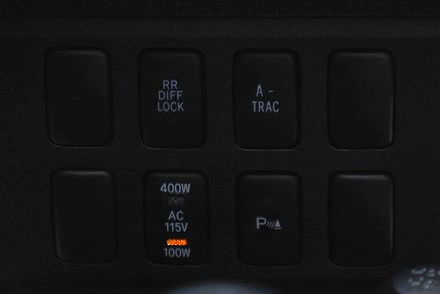 RR
DIFF
LOCK
A -
TRAC
400W
AC
115V
100W
P